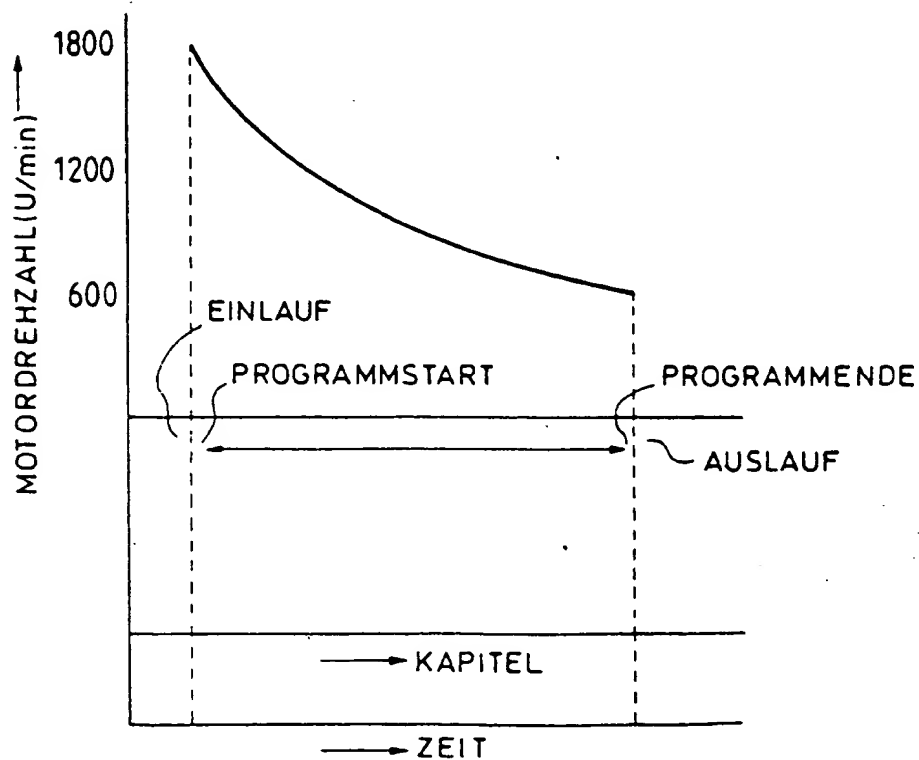 MOTORDREHZAHL(U/min)
1800
1200
600
EINLAUF
PROGRAMMSTART
PROGRAMMENDE
AUSLAUF
KAPITEL
ZEIT